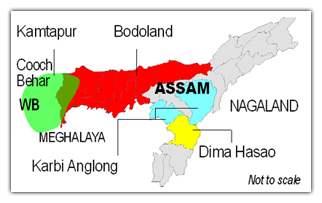 Kamtapur
Bodoland
Cooch
Behar
ASSAM
WB
NAGALAND
MEGHALAYA
Karbi Anglong
Dima Hasao
Not to scale